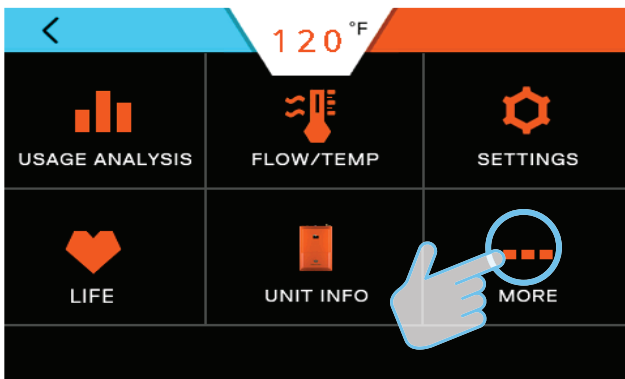 120 °F
USAGE ANALYSIS
FLOW/TEMP
SETTINGS
LIFE
UNIT INFO
MORE